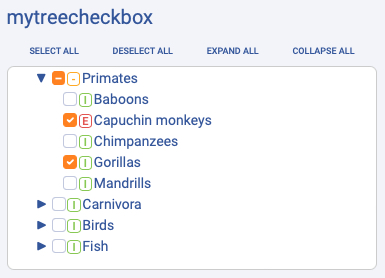 mytreecheckbox
SELECT ALL DESELECT ALL EXPAND ALL COLLAPSE ALL
- Primates
I Baboons
E Capuchin monkeys
I Chimpanzees
I Gorillas
I Mandrills
I Carnivora
I Birds
I Fish